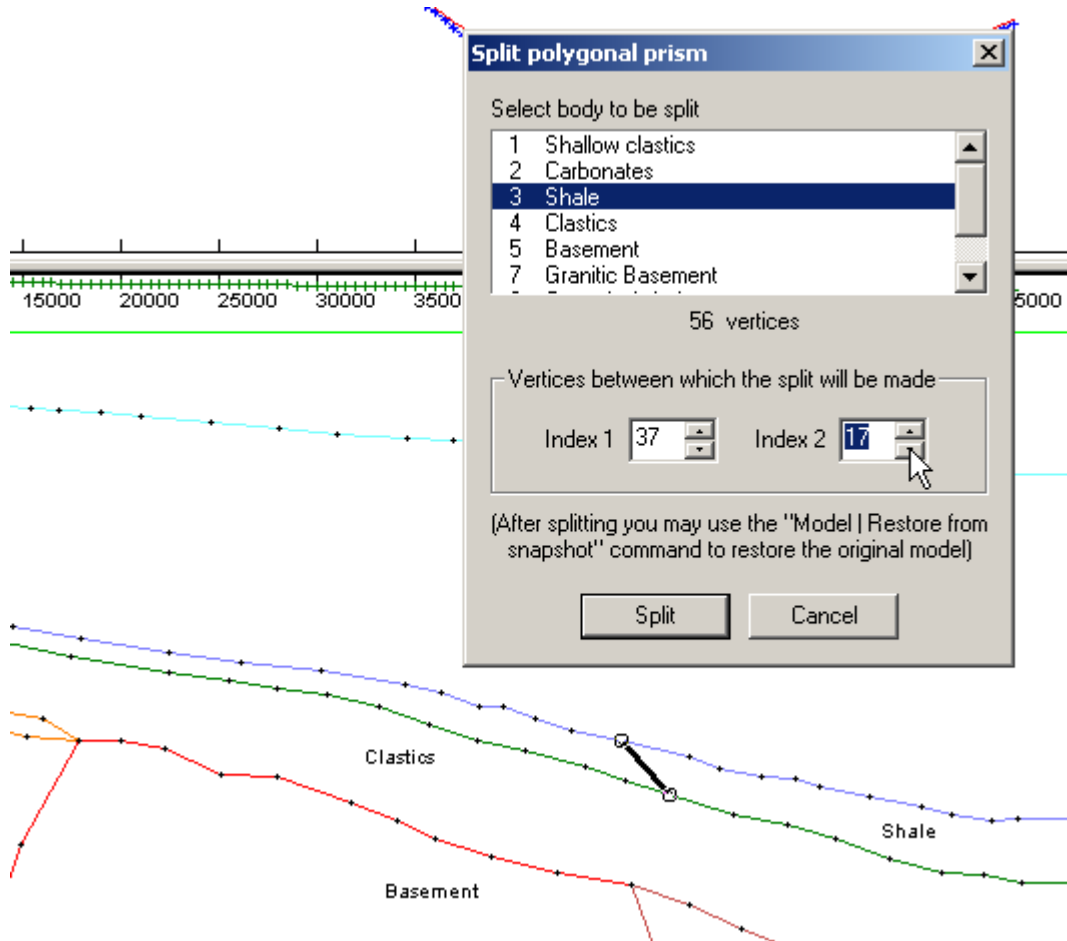 Split polygonal prism
Select body to be split
1 Shallow clastics
2 Carbonates
3 Shale
4 Clastics
5 Basement
7 Granitic Basement
56 vertices
15000 20000 25000 30000 3500
5000
Vertices between which the split will be made
Index 1 37 Index 2 17
(After splitting you may use the "Model | Restore from
snapshot" command to restore the original model)
Split Cancel
Clastics
Shale
Basement